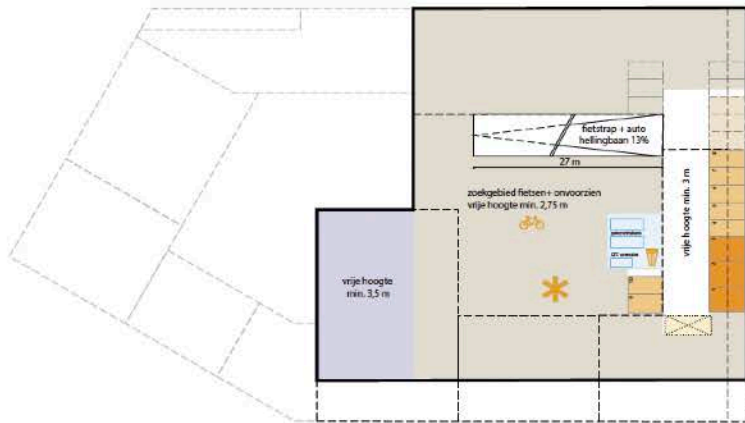 fietstrap + auto
hellingbaan 13%
27 m
zoekgebied fietsen+ onvoorzien
vrije hoogte min. 2,75 m
vrije hoogte min. 3 m
vrije hoogte
min. 3,5 m